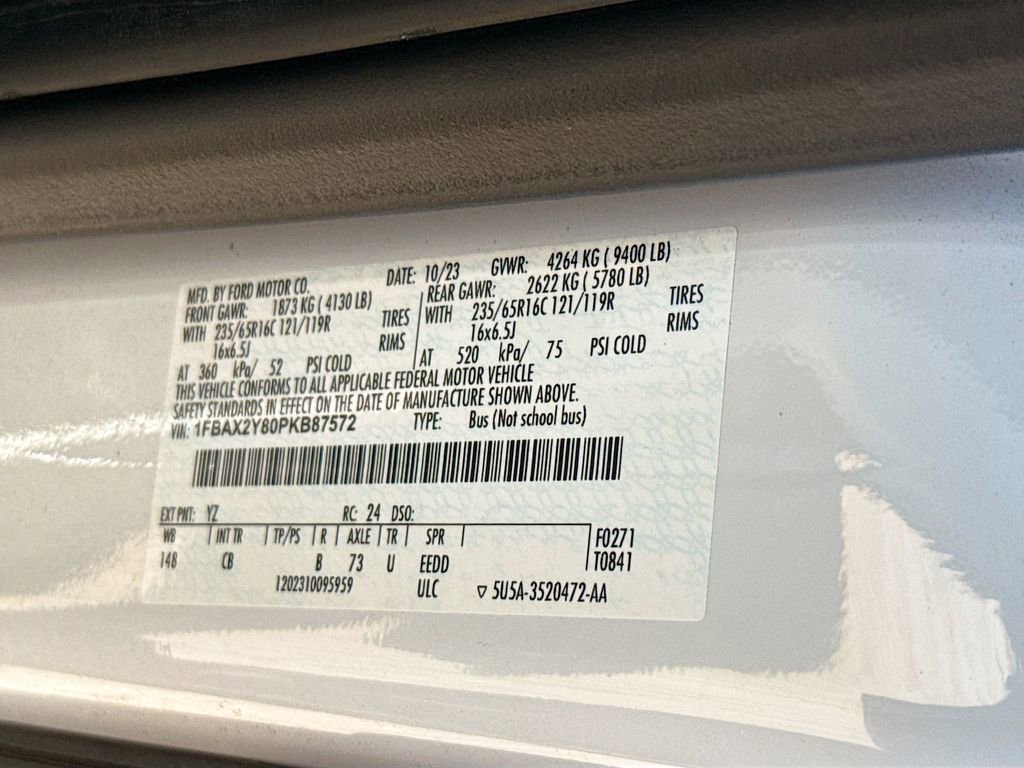 MFD. BY FORD MOTOR CO. DATE: 10/23 GVWR: 4264 KG ( 9400 LB)
FRONT GAWR: 1873 KG ( 4130 LB) REAR GAWR: 2622 KG ( 5780 LB)
WITH 235/65R16C 121/119R TIRES WITH 235/65R16C 121/119R TIRES
16x6.5J RIMS 16x6.5J RIMS
AT 360 kPa/ 52 PSI COLD AT 520 kPa/ 75 PSI COLD
THIS VEHICLE CONFORMS TO ALL APPLICABLE FEDERAL MOTOR VEHICLE
SAFETY STANDARDS IN EFFECT ON THE DATE OF MANUFACTURE SHOWN ABOVE.
VIN: 1FBAX2Y80PKB87572 TYPE: Bus (Not school bus)
EXT PNT: YZ RC: 24 DSO:
WB INT TR TP/PS R AXLE TR SPR F0271
148 CB B 73 U EEDD T0841
1202310095959 ULC ▽ 5U5A-3520472-AA